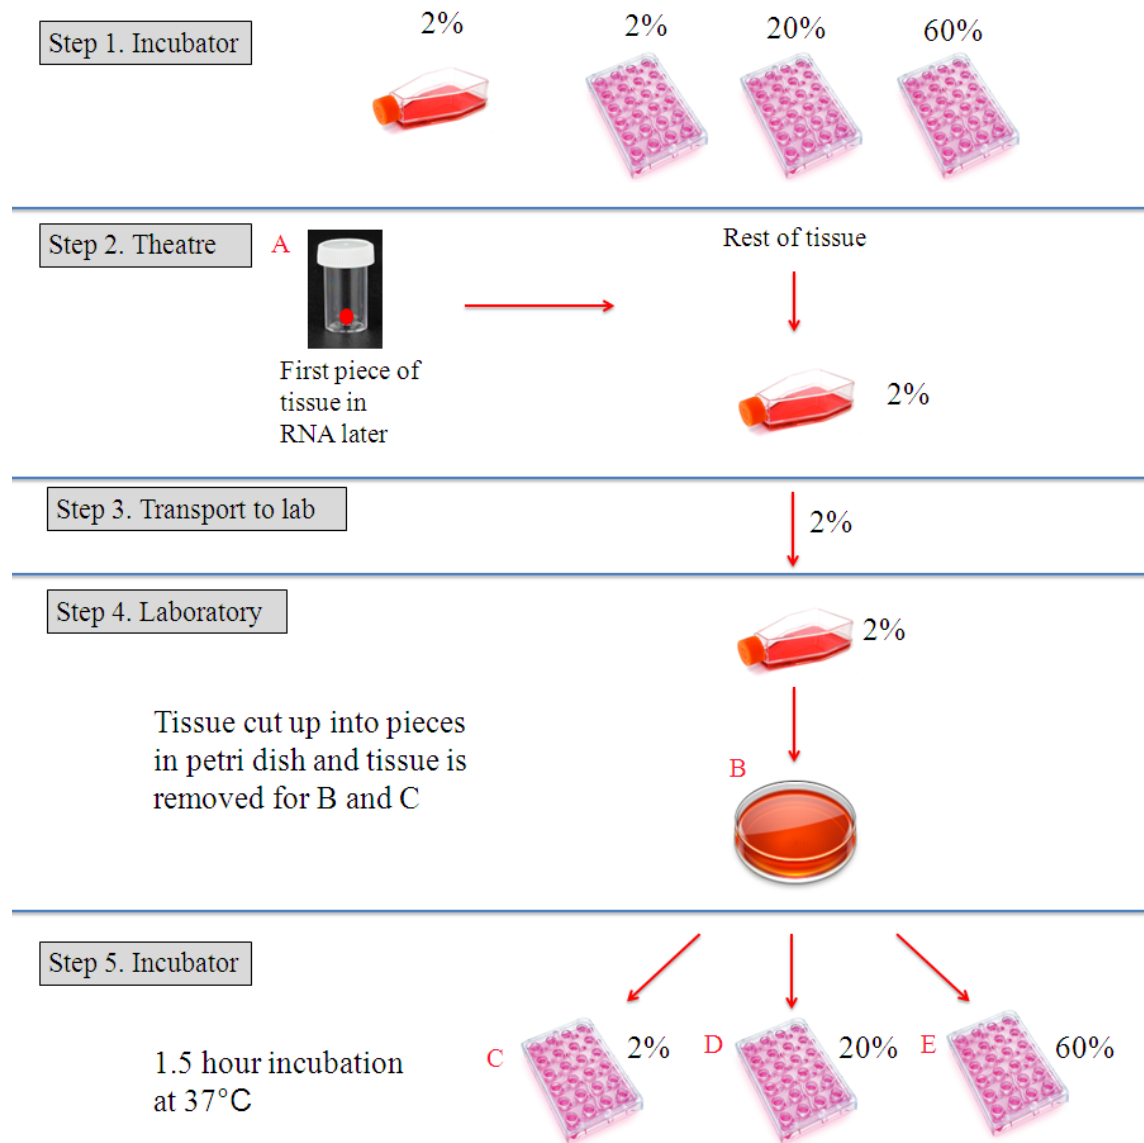 Step 1. Incubator
2%
2%
20%
60%
Step 2. Theatre
A
First piece of
tissue in
RNA later
Rest of tissue
2%
Step 3. Transport to lab
2%
Step 4. Laboratory
2%
Tissue cut up into pieces
in petri dish and tissue is
removed for B and C
B
Step 5. Incubator
1.5 hour incubation
at 37°C
C
2%
D
20%
E
60%